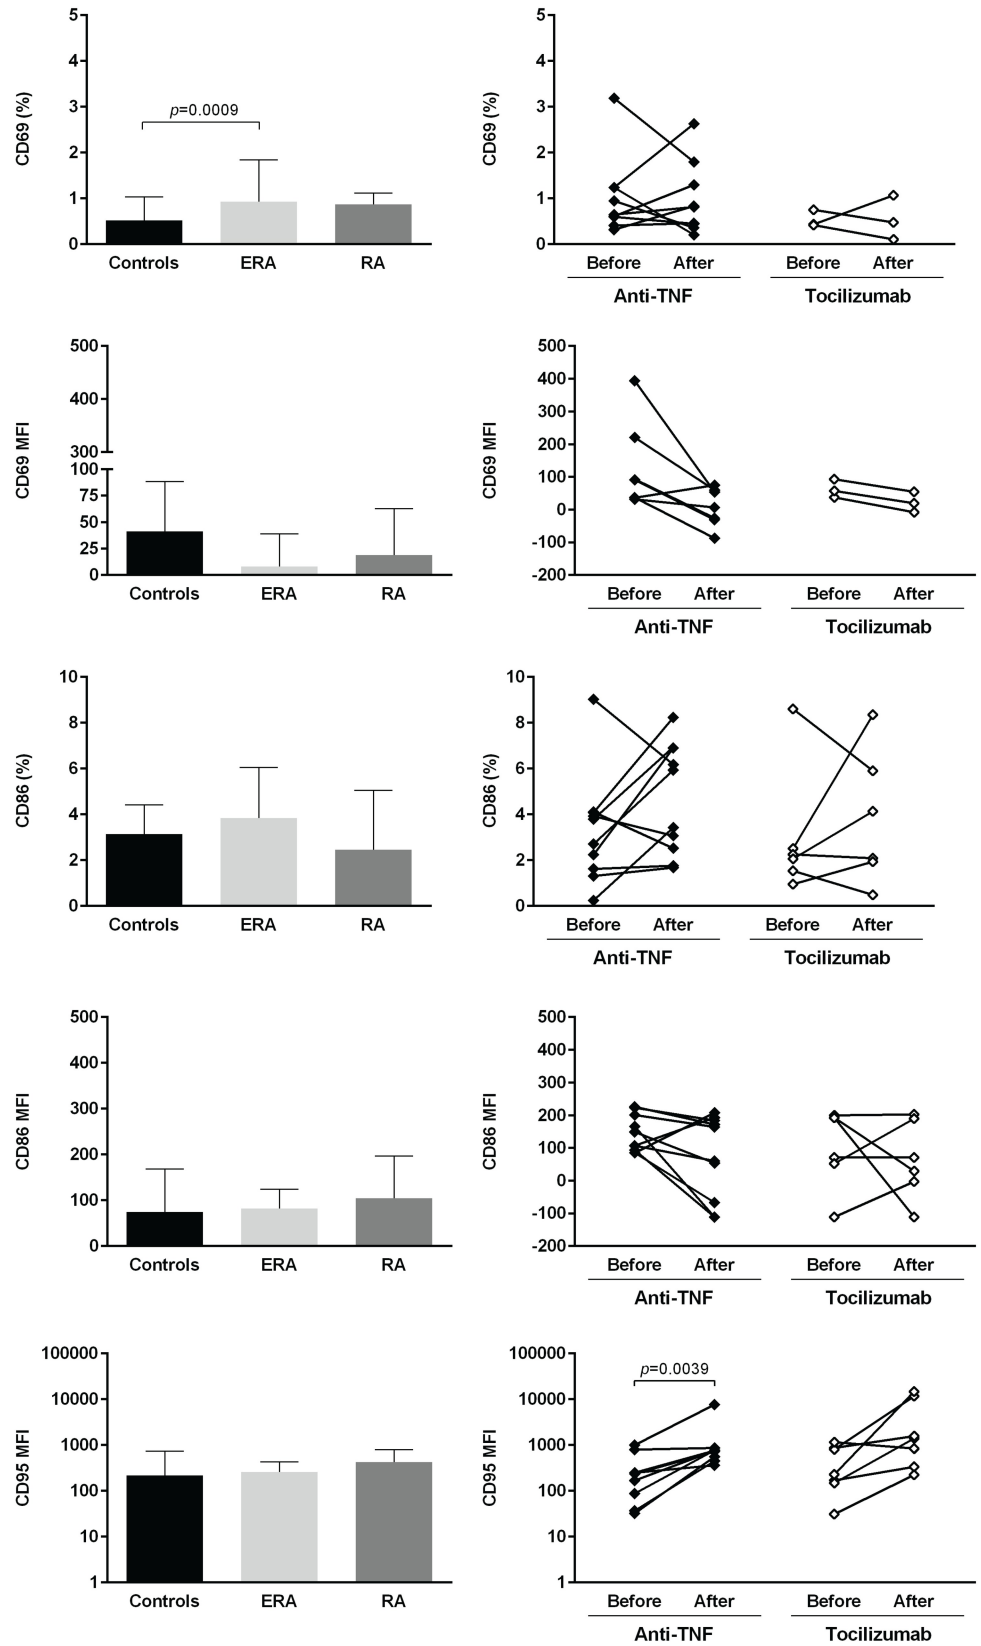 5
4
3
2
1
0
CD69 (%)
p=0.0009
Controls ERA RA
5
4
3
2
1
0
CD69 (%)
Before After Before After
Anti-TNF Tocilizumab
500
400
300
100
75
50
25
0
CD69 MFI
Controls ERA RA
500
400
300
200
100
0
-100
-200
CD69 MFI
Before After Before After
Anti-TNF Tocilizumab
10
8
6
4
2
0
CD86 (%)
Controls ERA RA
10
8
6
4
2
0
CD86 (%)
Before After Before After
Anti-TNF Tocilizumab
500
400
300
200
100
0
CD86 MFI
Controls ERA RA
500
400
300
200
100
0
-100
-200
CD86 MFI
Before After Before After
Anti-TNF Tocilizumab
100000
10000
1000
100
10
1
CD95 MFI
Controls ERA RA
100000
10000
1000
100
10
1
CD95 MFI
p=0.0039
Before After Before After
Anti-TNF Tocilizumab